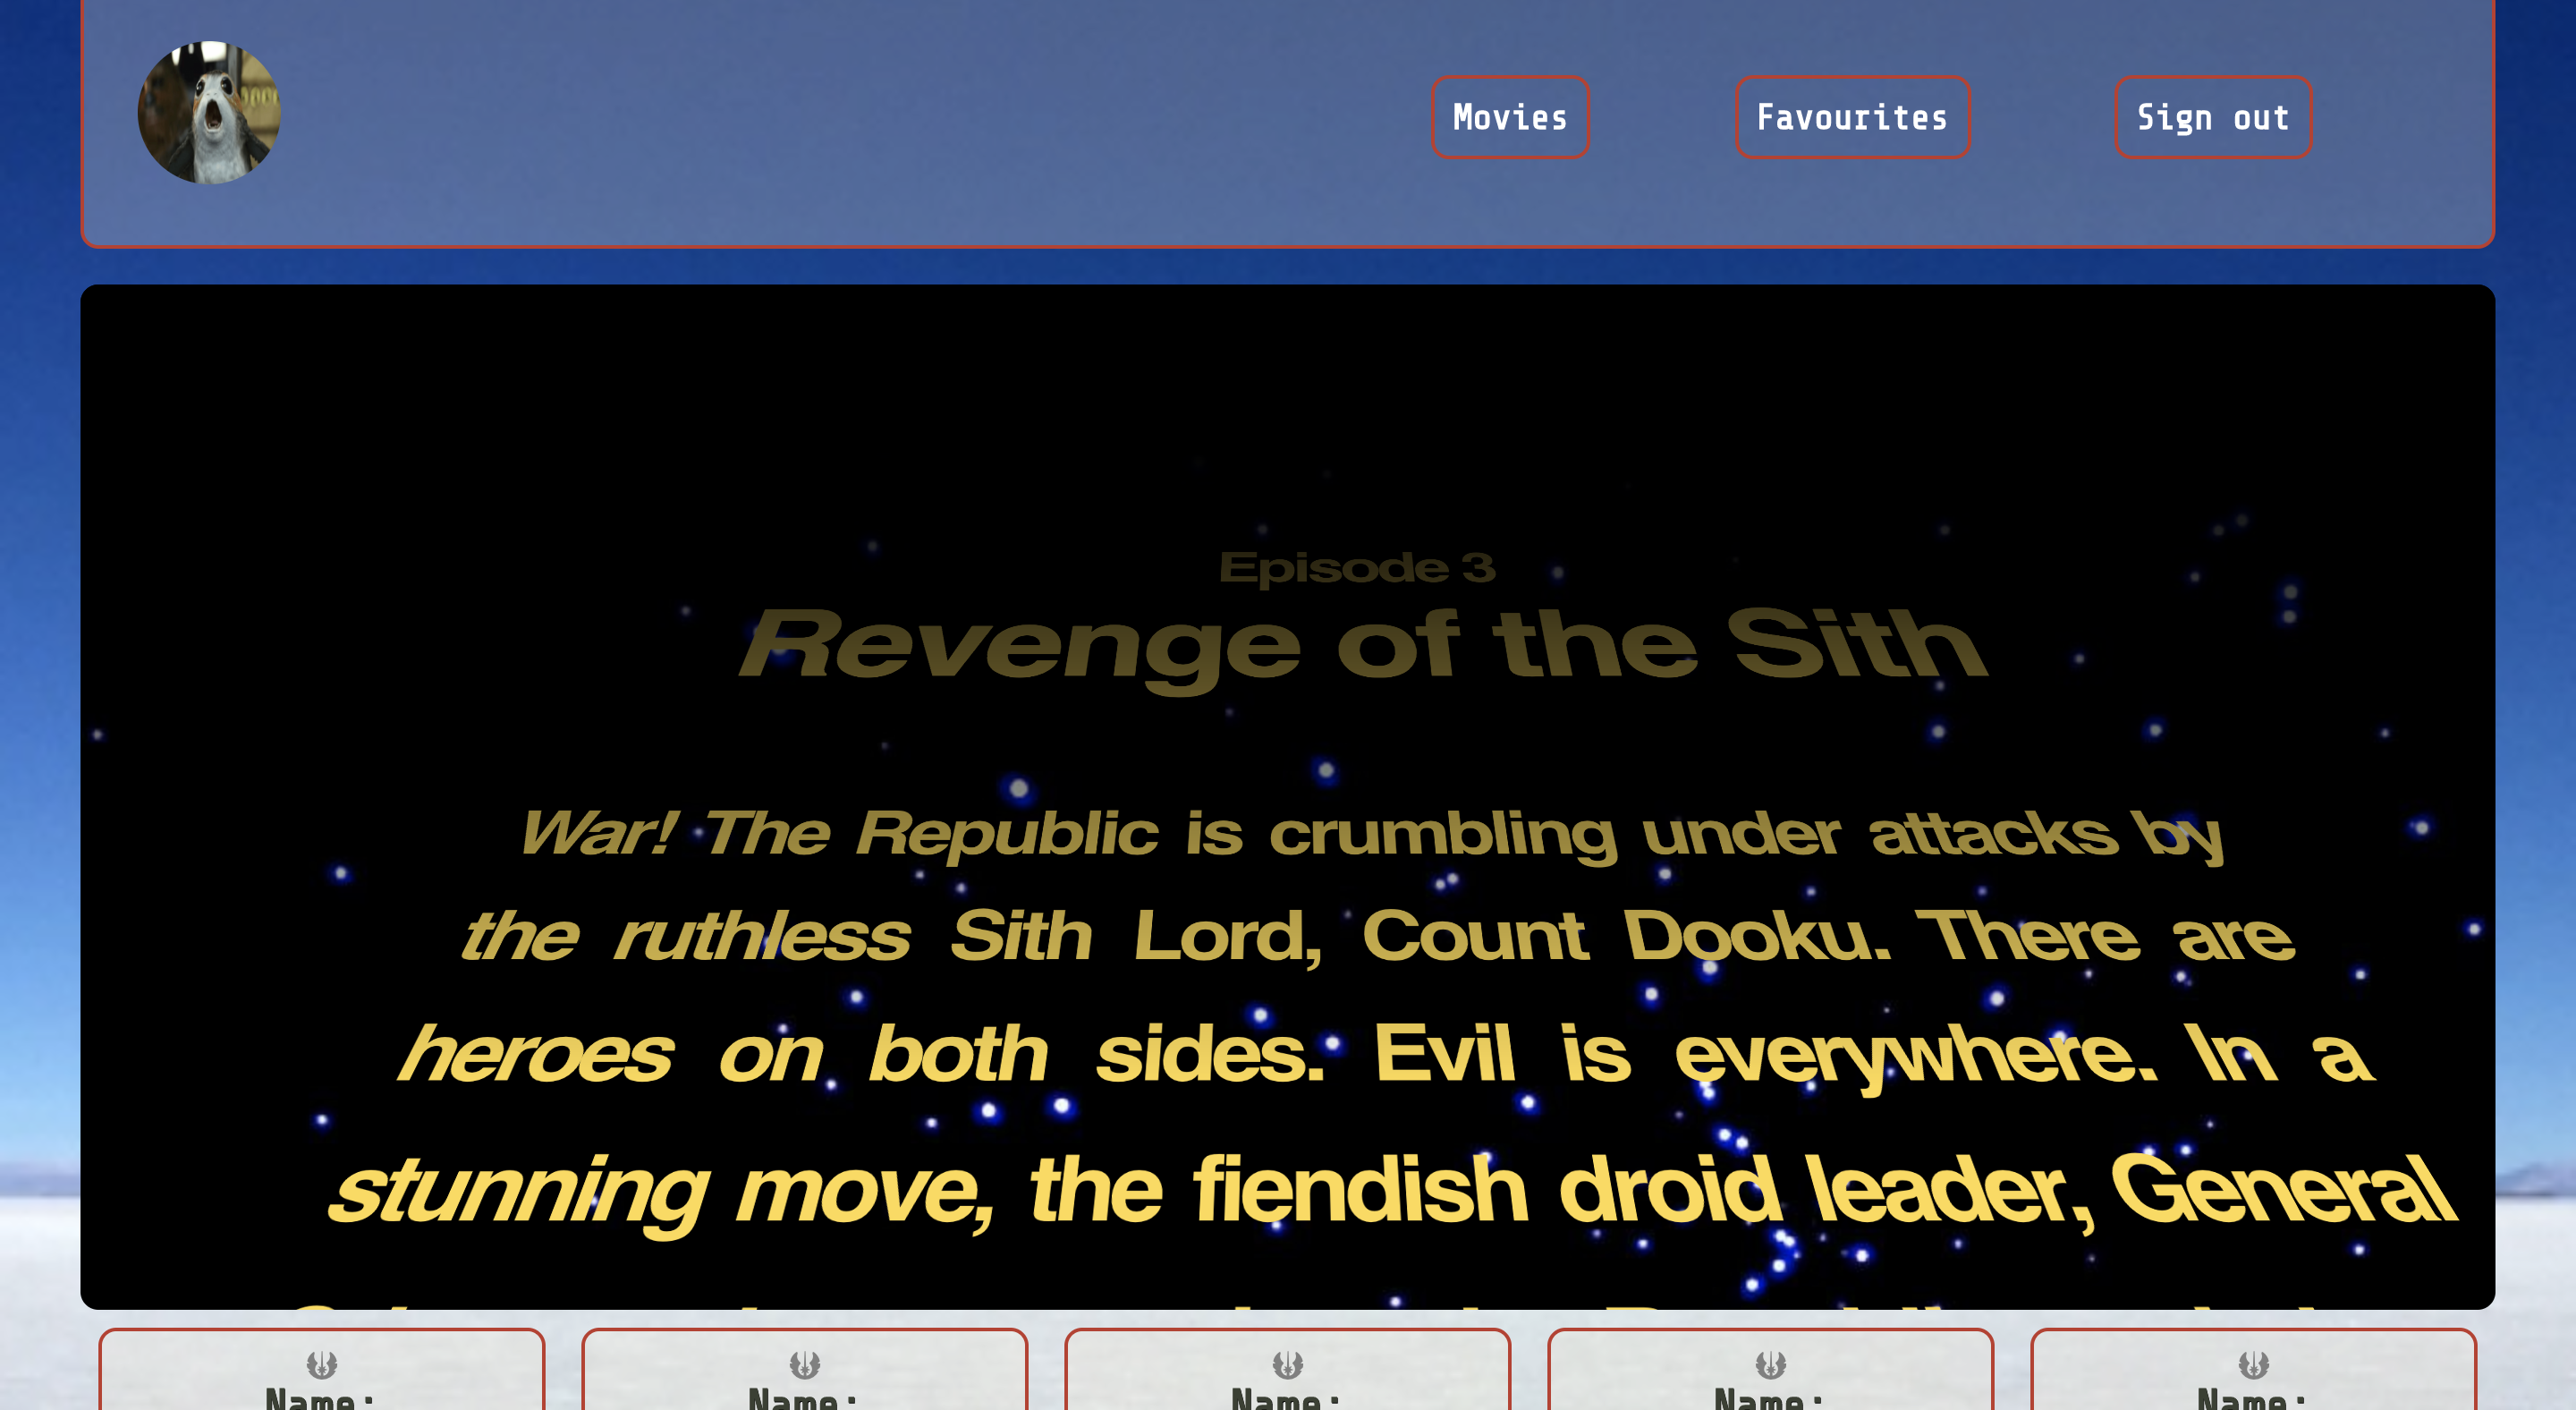 Movies
Favourites
Sign out
Episode 3
Revenge of the Sith
War! The Republic is crumbling under attacks by
the ruthless Sith Lord, Count Dooku. There are
heroes on both sides. Evil is everywhere. In a
stunning move, the fiendish droid leader, General
Name:
Name:
Name:
Name:
Name: